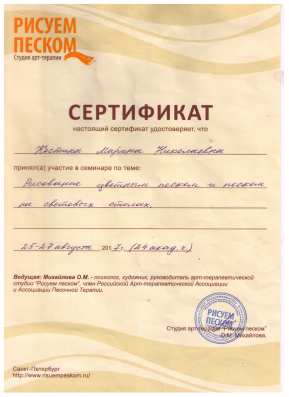 РИСУЕМ
ПЕСКОМ
Студия арт-терапии
СЕРТИФИКАТ
настоящий сертификат удостоверяет, что
Марина Николаевна
принял(а) участие в семинаре по теме:
Рисование цветным песком и песком
на световых столах.
25-27 августа 2017г. (24 акад.ч.)
Ведущая: Михайлова О.М. - психолог, художник, руководитель арт-терапевтической
студии "Рисуем песком", член Российской Арт-терапевтической Ассоциации
и Ассоциации Песочной Терапии.
РИСУЕМ
ПЕСКОМ
Студия арт-терапии "Рисуем песком"
О.М. Михайлова.
Санкт-Петербург
http://www.risuempeskom.ru/